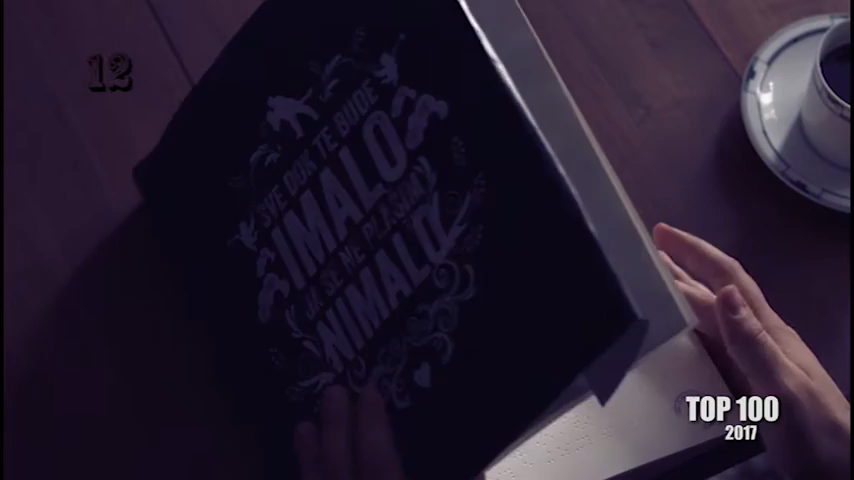 12
SVE DOK TE BUDE
IMALO
JA SE NE PLAŠIM
NIMALO
TOP 100
2017